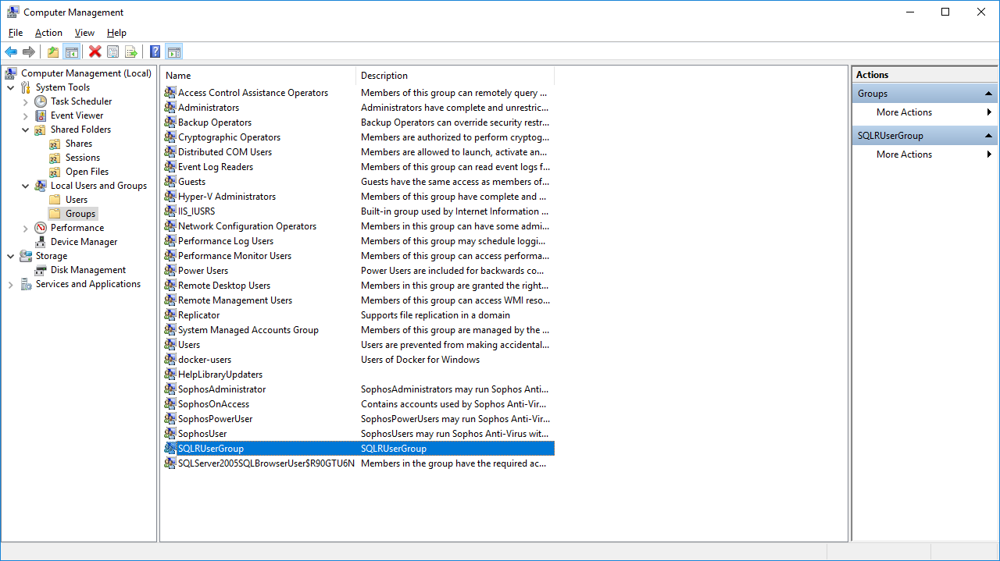 Computer Management
File Action View Help
Computer Management (Local)
System Tools
Task Scheduler
Event Viewer
Shared Folders
Shares
Sessions
Open Files
Local Users and Groups
Users
Groups
Performance
Device Manager
Storage
Disk Management
Services and Applications
Name Description
Access Control Assistance Operators Members of this group can remotely query ...
Administrators Administrators have complete and unrestric...
Backup Operators Backup Operators can override security restr...
Cryptographic Operators Members are authorized to perform cryptog...
Distributed COM Users Members are allowed to launch, activate an...
Event Log Readers Members of this group can read event logs f...
Guests Guests have the same access as members of...
Hyper-V Administrators Members of this group have complete and ...
IIS_IUSRS Built-in group used by Internet Information ...
Network Configuration Operators Members in this group can have some admi...
Performance Log Users Members of this group may schedule loggi...
Performance Monitor Users Members of this group can access performa...
Power Users Power Users are included for backwards co...
Remote Desktop Users Members in this group are granted the right...
Remote Management Users Members of this group can access WMI reso...
Replicator Supports file replication in a domain
System Managed Accounts Group Members of this group are managed by the ...
Users Users are prevented from making accidental...
docker-users Users of Docker for Windows
HelpLibraryUpdaters
SophosAdministrator SophosAdministrators may run Sophos Anti...
SophosOnAccess Contains accounts used by Sophos Anti-Vir...
SophosPowerUser SophosPowerUsers may run Sophos Anti-Vir...
SophosUser SophosUsers may run Sophos Anti-Virus wit...
SQLRUserGroup SQLRUserGroup
SQLServer2005SQLBrowserUser$R90GTU6N Members in the group have the required ac...
Actions
Groups
More Actions
SQLRUserGroup
More Actions